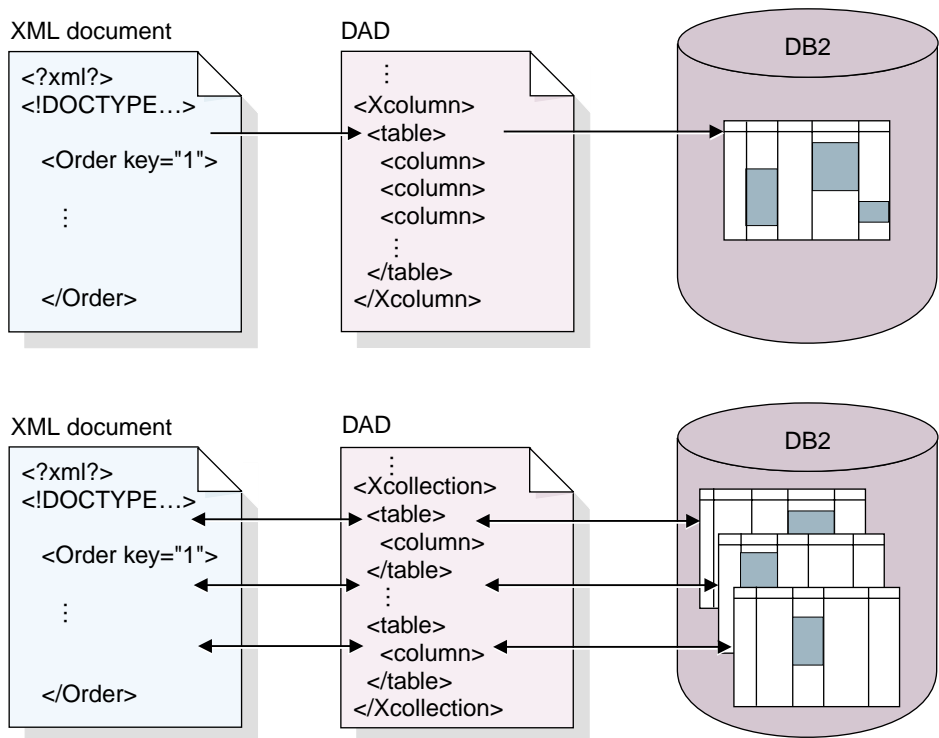 XML document
<?xml?>
<!DOCTYPE…>
<Order key="1">
⋮
</Order>
DAD
⋮
<Xcolumn>
<table>
<column>
<column>
<column>
⋮
</table>
</Xcolumn>
DB2
XML document
<?xml?>
<!DOCTYPE…>
<Order key="1">
⋮
</Order>
DAD
⋮
<Xcollection>
<table>
<column>
</table>
⋮
<table>
<column>
</table>
</Xcollection>
DB2